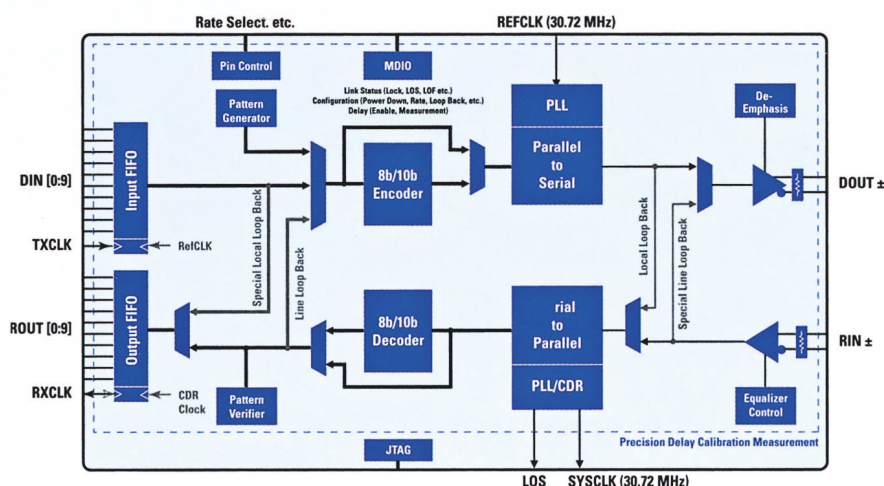 Rate Select. etc.
REFCLK (30.72 MHz)
Pin Control
MDIO
Link Status (Lock, LOS, LOF etc.)
Configuration (Power Down, Rate, Loop Back, etc.)
Delay (Enable, Measurement)
Pattern
Generator
PLL
De-
Emphasis
Input FIFO
8b/10b
Encoder
Parallel
to
Serial
DIN [0:9]
DOUT ±
TXCLK
RefCLK
Special Local Loop Back
Line Loop Back
Local Loop Back
Special Line Loop Back
Output FIFO
ROUT [0:9]
8b/10b
Decoder
rial
to
Parallel
RIN ±
RXCLK
CDR
Clock
Pattern
Verifier
PLL/CDR
Equalizer
Control
Precision Delay Calibration Measurement
JTAG
LOS
SYSCLK (30.72 MHz)